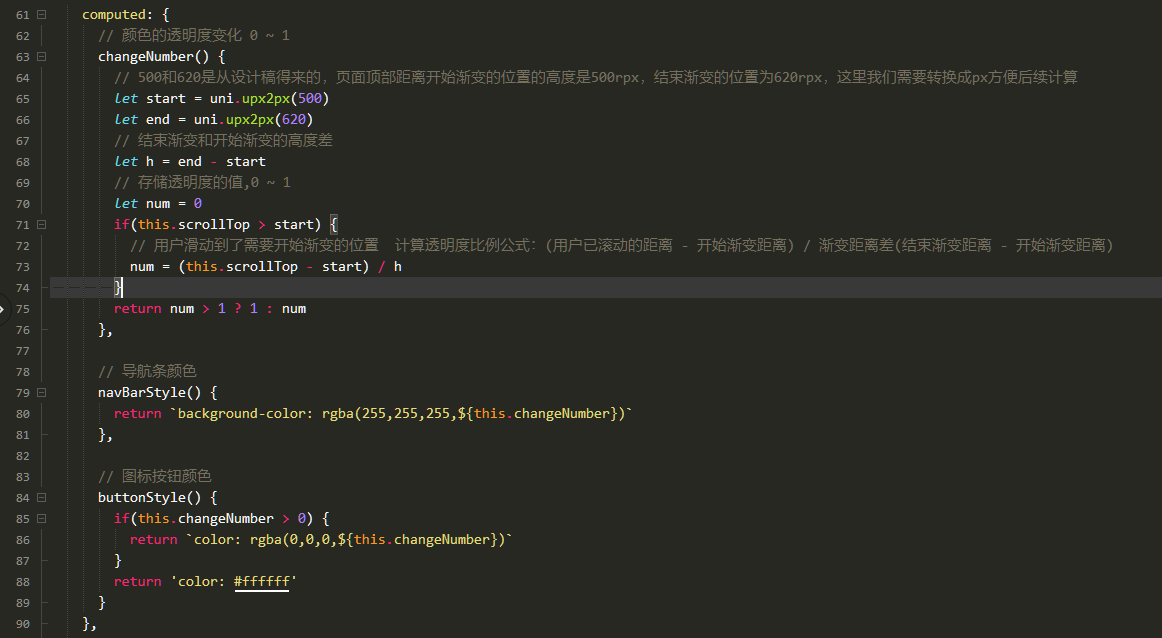 61 computed: {
62 // 颜色的透明度变化 0 ~ 1
63 changeNumber() {
64 // 500和620是从设计稿得来的，页面顶部距离开始渐变的位置的高度是500rpx，结束渐变的位置为620rpx，这里我们需要转换成px方便后续计算
65 let start = uni.upx2px(500)
66 let end = uni.upx2px(620)
67 // 结束渐变和开始渐变的高度差
68 let h = end - start
69 // 存储透明度的值,0 ~ 1
70 let num = 0
71 if(this.scrollTop > start) {
72 // 用户滑动到了需要开始渐变的位置  计算透明度比例公式：(用户已滚动的距离 - 开始渐变距离) / 渐变距离差(结束渐变距离 - 开始渐变距离)
73 num = (this.scrollTop - start) / h
74 }
75 return num > 1 ? 1 : num
76 },
77
78 // 导航条颜色
79 navBarStyle() {
80 return `background-color: rgba(255,255,255,${this.changeNumber})`
81 },
82
83 // 图标按钮颜色
84 buttonStyle() {
85 if(this.changeNumber > 0) {
86 return `color: rgba(0,0,0,${this.changeNumber})`
87 }
88 return 'color: #ffffff'
89 }
90 },